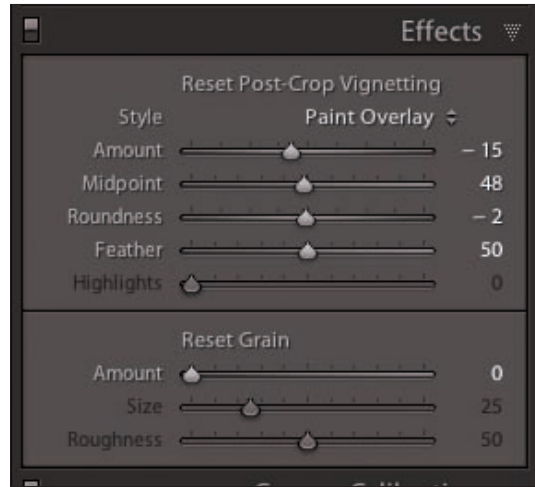 Effects
Reset Post-Crop Vignetting
Style Paint Overlay
Amount – 15
Midpoint 48
Roundness – 2
Feather 50
Highlights 0
Reset Grain
Amount 0
Size 25
Roughness 50